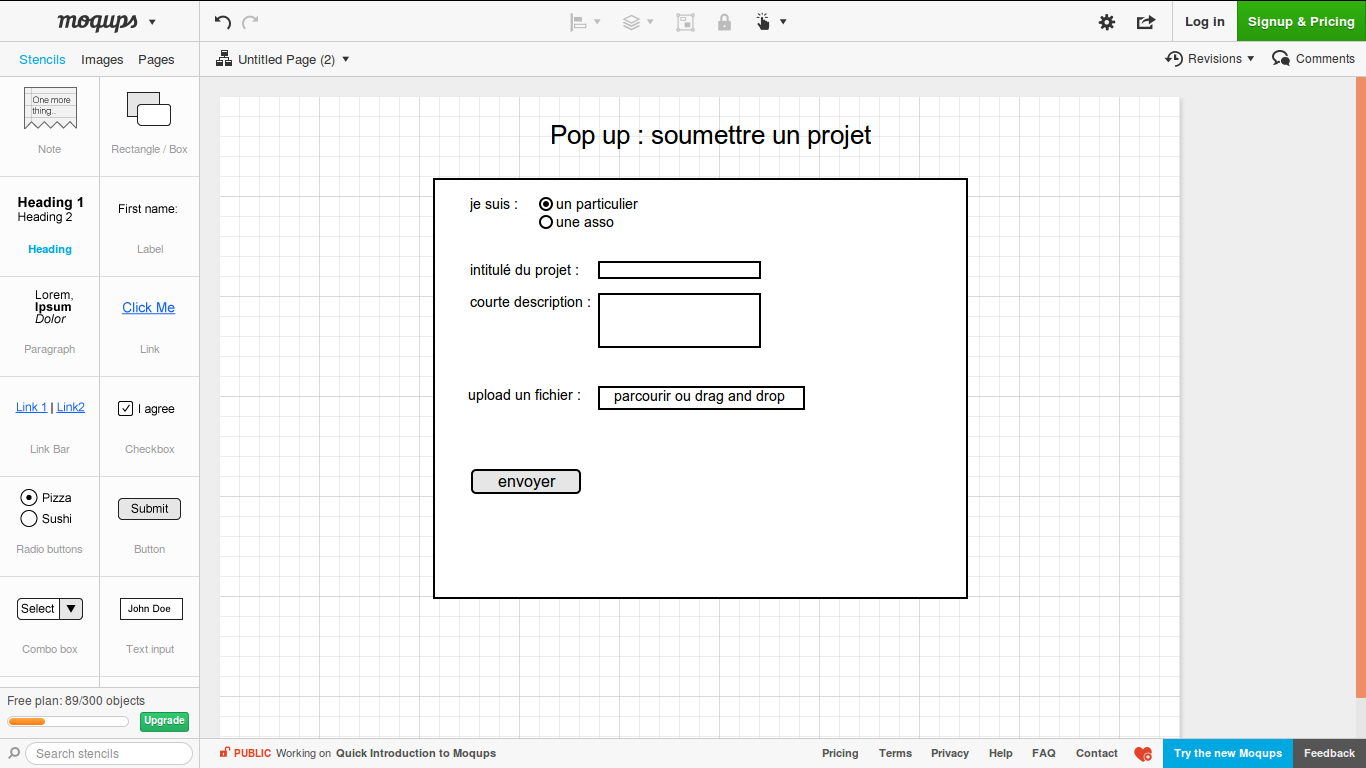 moqups
Log in
Signup & Pricing
Stencils
Images
Pages
Untitled Page (2)
Revisions
Comments
One more
thing..
Note
Rectangle / Box
Heading 1
Heading 2
Heading
First name:
Label
Lorem,
Ipsum
Dolor
Paragraph
Click Me
Link
Link 1 | Link2
Link Bar
I agree
Checkbox
Pizza
Sushi
Radio buttons
Submit
Button
Select
Combo box
John Doe
Text input
Free plan: 89/300 objects
Upgrade
Search stencils
Pop up : soumettre un projet
je suis :
un particulier
une asso
intitulé du projet :
courte description :
upload un fichier :
parcourir ou drag and drop
envoyer
PUBLIC Working on Quick Introduction to Moqups
Pricing
Terms
Privacy
Help
FAQ
Contact
Try the new Moqups
Feedback